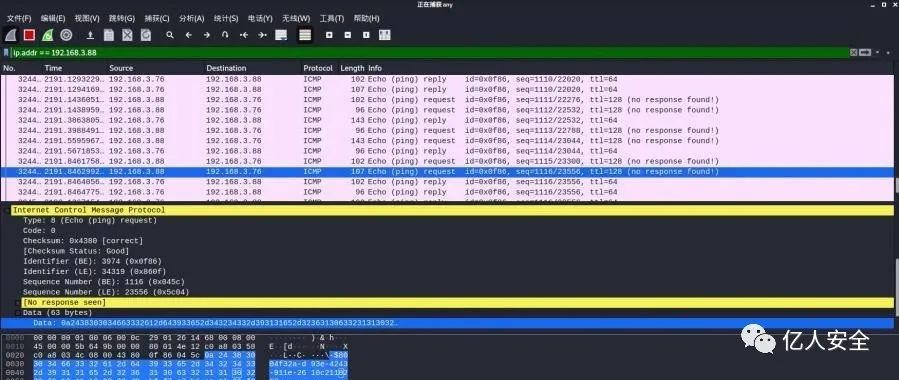 正在捕获any
文件(F) 编辑(E) 视图(V) 跳转(G) 捕获(C) 分析(A) 统计(S) 电话(Y) 无线(W) 工具(T) 帮助(H)
ip.addr == 192.168.3.88
No. Time Source Destination Protocol Length Info
3244… 2191.1293229… 192.168.3.76 192.168.3.88 ICMP 102 Echo (ping) reply id=0x0f86, seq=1110/22020, ttl=64
3244… 2191.1294169… 192.168.3.76 192.168.3.88 ICMP 107 Echo (ping) reply id=0x0f86, seq=1110/22020, ttl=64
3244… 2191.1436051… 192.168.3.88 192.168.3.76 ICMP 102 Echo (ping) request id=0x0f86, seq=1111/22276, ttl=128 (no response found!)
3244… 2191.1438959… 192.168.3.88 192.168.3.76 ICMP 96 Echo (ping) request id=0x0f86, seq=1112/22532, ttl=128 (no response found!)
3244… 2191.3063805… 192.168.3.76 192.168.3.88 ICMP 143 Echo (ping) reply id=0x0f86, seq=1112/22532, ttl=64
3244… 2191.3988491… 192.168.3.88 192.168.3.76 ICMP 96 Echo (ping) request id=0x0f86, seq=1113/22788, ttl=128 (no response found!)
3244… 2191.5595967… 192.168.3.88 192.168.3.76 ICMP 143 Echo (ping) request id=0x0f86, seq=1114/23044, ttl=128 (no response found!)
3244… 2191.5671853… 192.168.3.76 192.168.3.88 ICMP 96 Echo (ping) reply id=0x0f86, seq=1114/23044, ttl=64
3244… 2191.8461758… 192.168.3.88 192.168.3.76 ICMP 102 Echo (ping) request id=0x0f86, seq=1115/23300, ttl=128 (no response found!)
3244… 2191.8462992… 192.168.3.88 192.168.3.76 ICMP 107 Echo (ping) request id=0x0f86, seq=1116/23556, ttl=128 (no response found!)
3244… 2191.8464056… 192.168.3.76 192.168.3.88 ICMP 102 Echo (ping) reply id=0x0f86, seq=1116/23556, ttl=64
3244… 2191.8464775… 192.168.3.76 192.168.3.88 ICMP 96 Echo (ping) reply id=0x0f86, seq=1116/23556, ttl=64
Internet Control Message Protocol
Type: 8 (Echo (ping) request)
Code: 0
Checksum: 0x4380 [correct]
[Checksum Status: Good]
Identifier (BE): 3974 (0x0f86)
Identifier (LE): 34319 (0x860f)
Sequence Number (BE): 1116 (0x045c)
Sequence Number (LE): 23556 (0x5c04)
[No response seen]
Data (63 bytes)
Data: 0a2438303034663332612d643933652d343234332d393131652d32363130633231313032…
0000 00 00 00 01 00 06 00 0c 29 01 26 14 68 00 08 00
0010 45 00 00 5b 64 9b 00 00 80 01 4e 12 c0 a8 03 58
0020 c0 a8 03 4c 08 00 43 80 0f 86 04 5c 0a 24 38 30
0030 30 34 66 33 32 61 2d 64 39 33 65 2d 34 32 34 33
0040 2d 39 31 31 65 2d 32 36 31 30 63 32 31 31 30 32
亿人安全